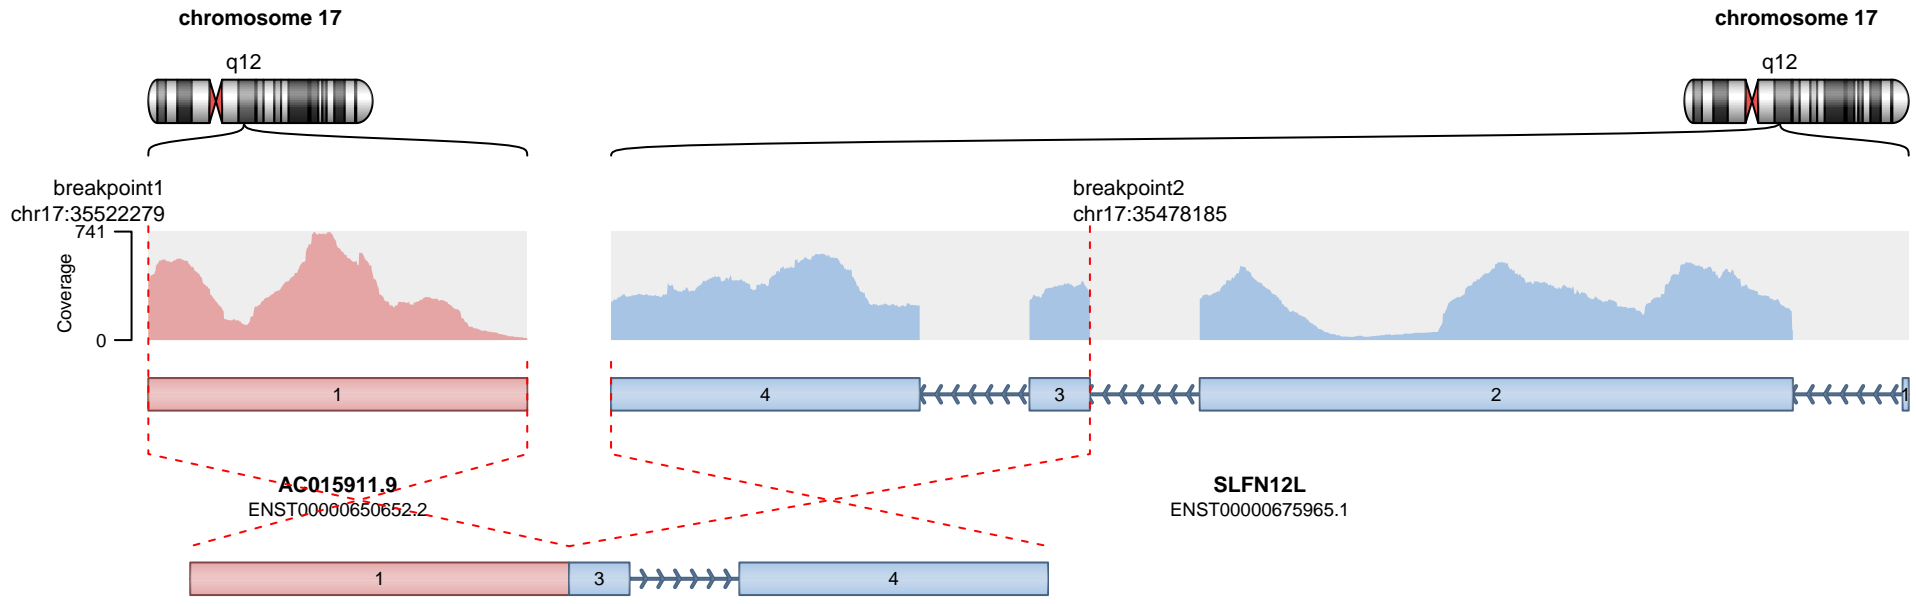 chromosome 17
chromosome 17
q12
q12
breakpoint1
chr17:35522279
breakpoint2
chr17:35478185
741
Coverage
0
1
4
3
2
1
AC015911.9
ENST00000650652.2
SLFN12L
ENST00000675965.1
1
3
4